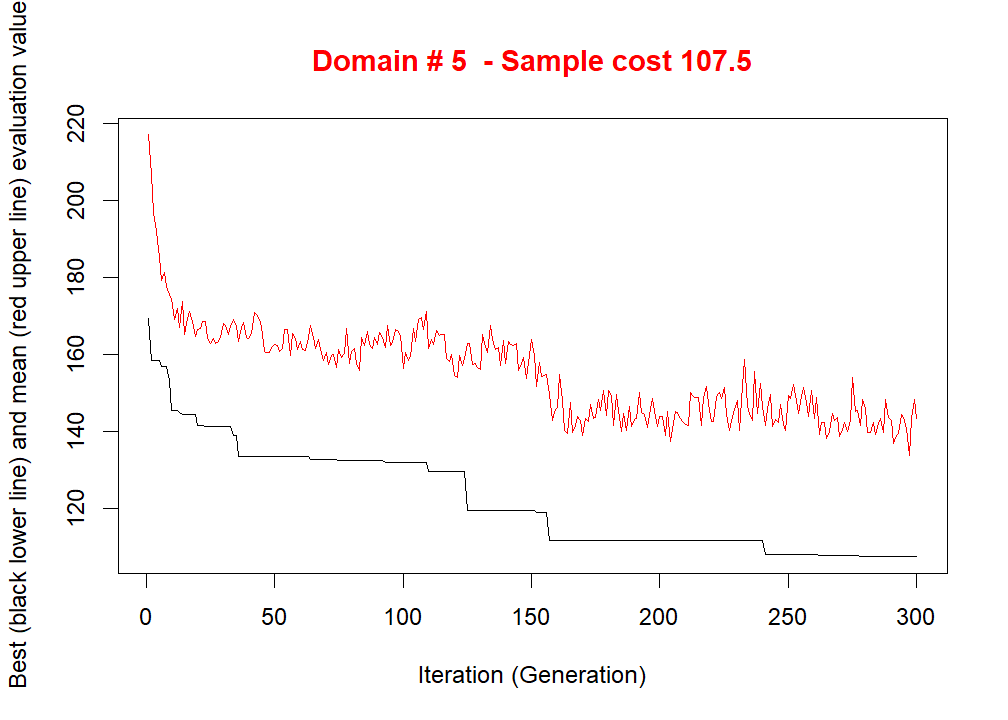 Domain # 5  - Sample cost 107.5
Best (black lower line) and mean (red upper line) evaluation value
220
200
180
160
140
120
0 50 100 150 200 250 300
Iteration (Generation)